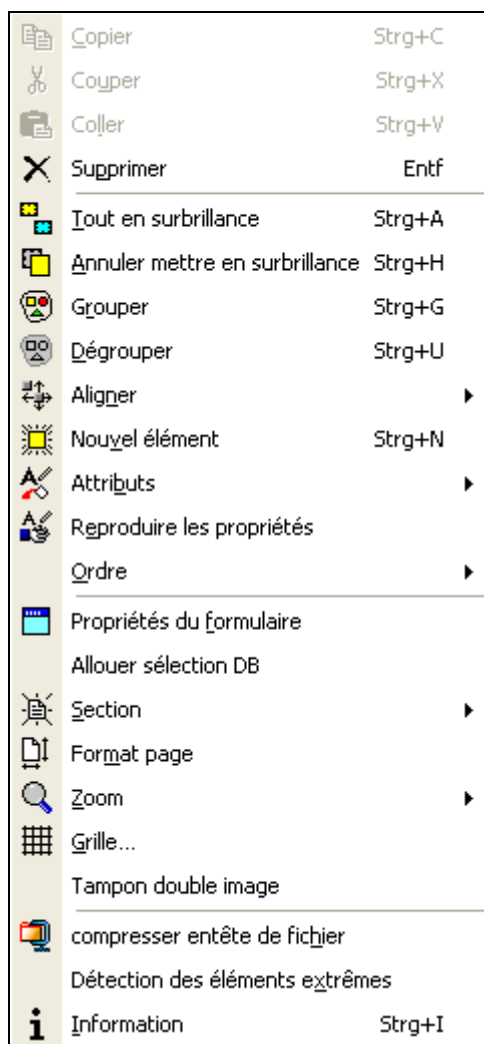 Copier Strg+C
Couper Strg+X
Coller Strg+V
Supprimer Entf
Tout en surbrillance Strg+A
Annuler mettre en surbrillance Strg+H
Grouper Strg+G
Dégrouper Strg+U
Aligner
Nouvel élément Strg+N
Attributs
Reproduire les propriétés
Ordre
Propriétés du formulaire
Allouer sélection DB
Section
Format page
Zoom
Grille...
Tampon double image
compresser entête de fichier
Détection des éléments extrêmes
Information Strg+I